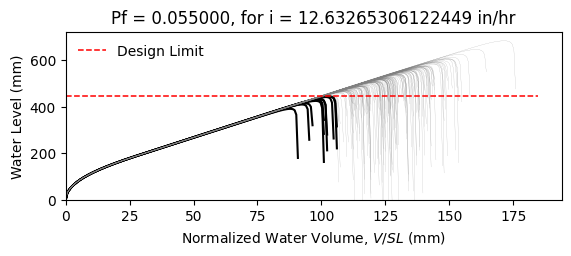 Pf = 0.055000, for i = 12.63265306122449 in/hr
Design Limit
Water Level (mm)
600
400
200
0
0 25 50 75 100 125 150 175
Normalized Water Volume, V/SL (mm)